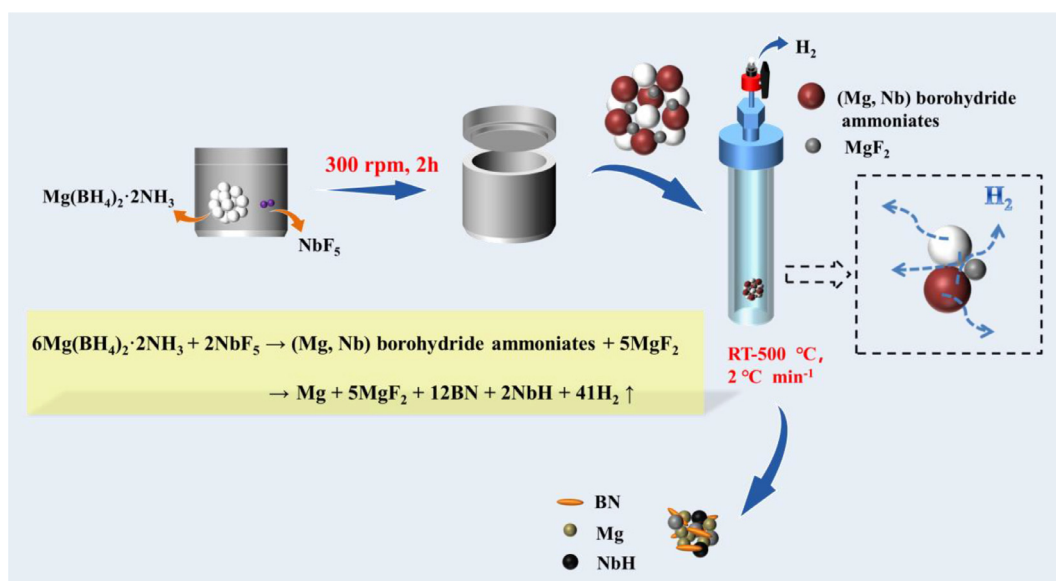 H₂
(Mg, Nb) borohydride
ammoniates
MgF₂
300 rpm, 2h
Mg(BH₄)₂·2NH₃
NbF₅
H₂
6Mg(BH₄)₂·2NH₃ + 2NbF₅ → (Mg, Nb) borohydride ammoniates + 5MgF₂
→ Mg + 5MgF₂ + 12BN + 2NbH + 41H₂ ↑
RT-500 ℃,
2 ℃ min⁻¹
BN
Mg
NbH